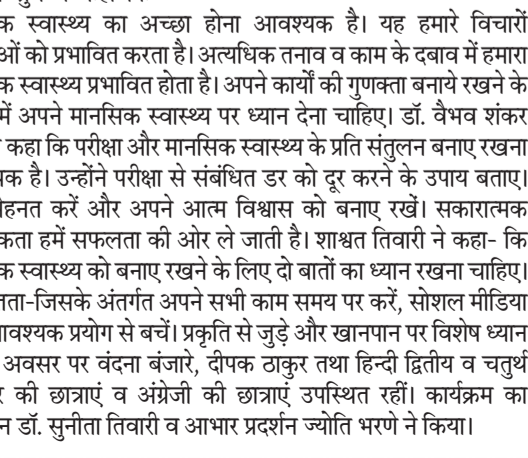 क स्वास्थ्य का अच्छा होना आवश्यक है। यह हमारे विचारों
ओं को प्रभावित करता है। अत्यधिक तनाव व काम के दबाव में हमारा
क स्वास्थ्य प्रभावित होता है। अपने कार्यों की गुणक्ता बनाये रखने के
में अपने मानसिक स्वास्थ्य पर ध्यान देना चाहिए। डॉ. वैभव शंकर
कहा कि परीक्षा और मानसिक स्वास्थ्य के प्रति संतुलन बनाए रखना
यक है। उन्होंने परीक्षा से संबंधित डर को दूर करने के उपाय बताए।
ेहनत करें और अपने आत्म विश्वास को बनाए रखें। सकारात्मक
कता हमें सफलता की ओर ले जाती है। शाश्वत तिवारी ने कहा- कि
क स्वास्थ्य को बनाए रखने के लिए दो बातों का ध्यान रखना चाहिए।
तता-जिसके अंतर्गत अपने सभी काम समय पर करें, सोशल मीडिया
ावश्यक प्रयोग से बचें। प्रकृति से जुड़े और खानपान पर विशेष ध्यान
अवसर पर वंदना बंजारे, दीपक ठाकुर तथा हिन्दी द्वितीय व चतुर्थ
र की छात्राएं व अंग्रेजी की छात्राएं उपस्थित रहीं। कार्यक्रम का
न डॉ. सुनीता तिवारी व आभार प्रदर्शन ज्योति भरणे ने किया।